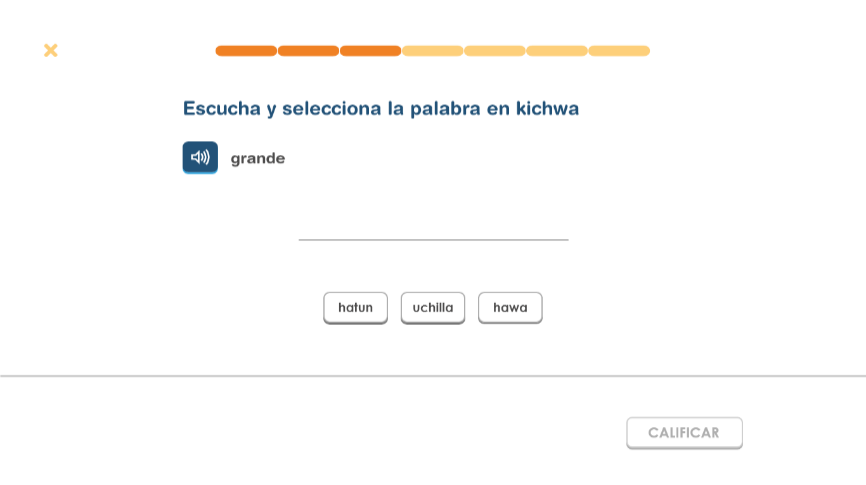 Escucha y selecciona la palabra en kichwa
grande
hatun uchilla hawa
CALIFICAR